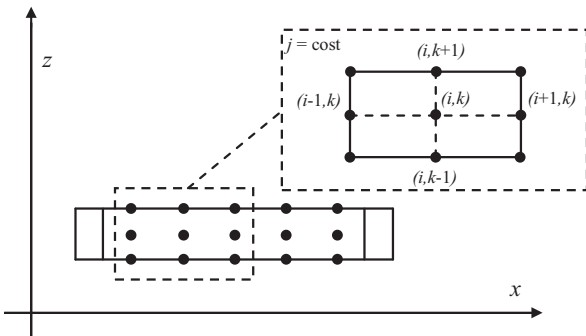 z
j = cost
(i,k+1)
(i-1,k)
(i,k)
(i+1,k)
(i,k-1)
x